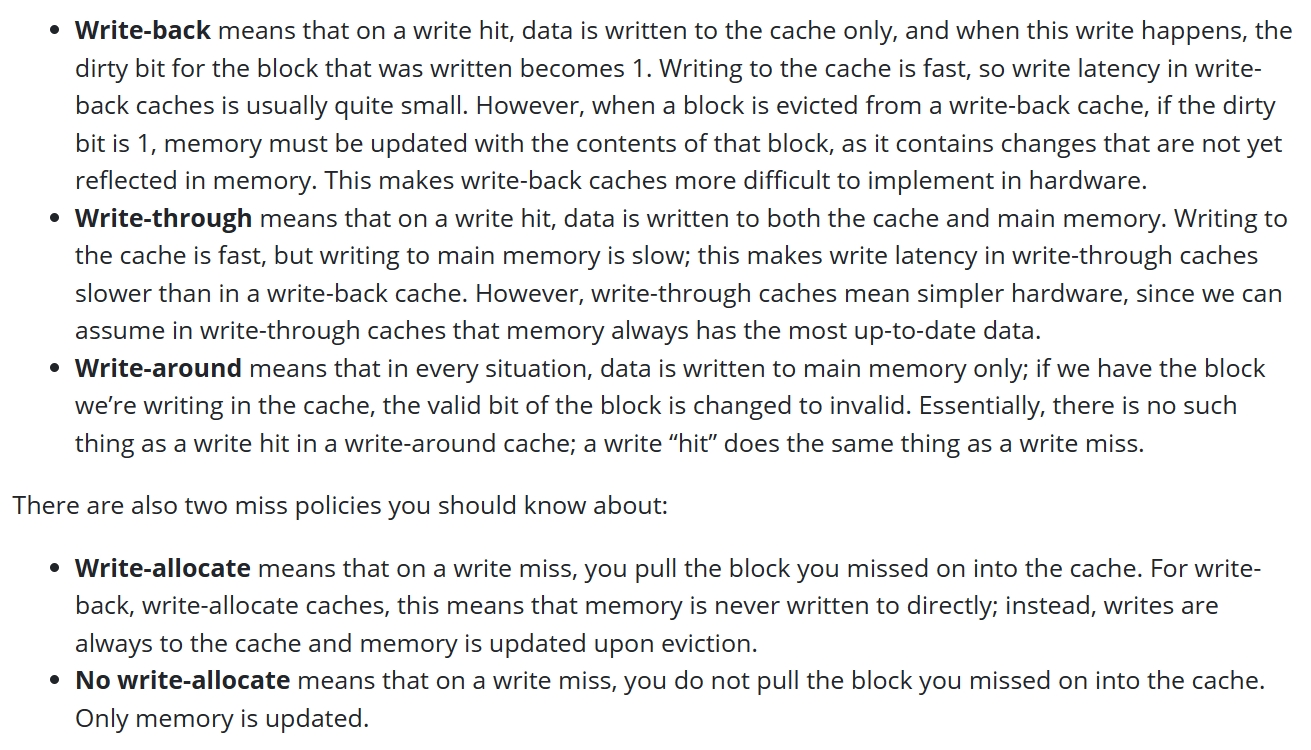 • Write-back means that on a write hit, data is written to the cache only, and when this write happens, the
dirty bit for the block that was written becomes 1. Writing to the cache is fast, so write latency in write-
back caches is usually quite small. However, when a block is evicted from a write-back cache, if the dirty
bit is 1, memory must be updated with the contents of that block, as it contains changes that are not yet
reflected in memory. This makes write-back caches more difficult to implement in hardware.
• Write-through means that on a write hit, data is written to both the cache and main memory. Writing to
the cache is fast, but writing to main memory is slow; this makes write latency in write-through caches
slower than in a write-back cache. However, write-through caches mean simpler hardware, since we can
assume in write-through caches that memory always has the most up-to-date data.
• Write-around means that in every situation, data is written to main memory only; if we have the block
we’re writing in the cache, the valid bit of the block is changed to invalid. Essentially, there is no such
thing as a write hit in a write-around cache; a write “hit” does the same thing as a write miss.
There are also two miss policies you should know about:
• Write-allocate means that on a write miss, you pull the block you missed on into the cache. For write-
back, write-allocate caches, this means that memory is never written to directly; instead, writes are
always to the cache and memory is updated upon eviction.
• No write-allocate means that on a write miss, you do not pull the block you missed on into the cache.
Only memory is updated.